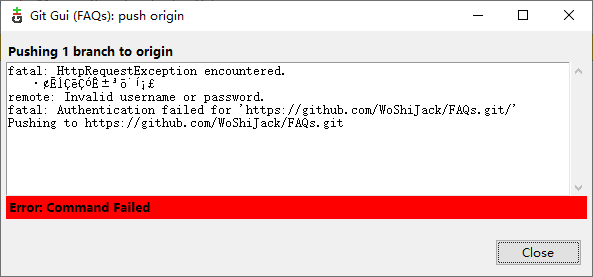 Git Gui (FAQs): push origin
Pushing 1 branch to origin
fatal: HttpRequestException encountered.
remote: Invalid username or password.
fatal: Authentication failed for 'https://github.com/WoShiJack/FAQs.git/'
Pushing to https://github.com/WoShiJack/FAQs.git
Error: Command Failed
Close